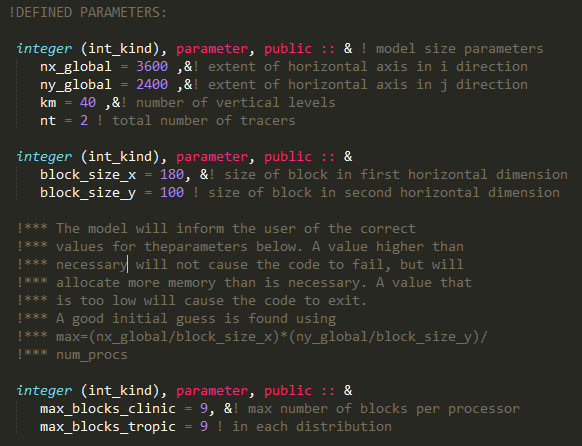 !DEFINED PARAMETERS:
integer (int_kind), parameter, public :: & ! model size parameters
nx_global = 3600 ,&! extent of horizontal axis in i direction
ny_global = 2400 ,&! extent of horizontal axis in j direction
km = 40 ,&! number of vertical levels
nt = 2 ! total number of tracers
integer (int_kind), parameter, public :: &
block_size_x = 180, &! size of block in first horizontal dimension
block_size_y = 100 ! size of block in second horizontal dimension
!*** The model will inform the user of the correct
!*** values for theparameters below. A value higher than
!*** necessary will not cause the code to fail, but will
!*** allocate more memory than is necessary. A value that
!*** is too low will cause the code to exit.
!*** A good initial guess is found using
!*** max=(nx_global/block_size_x)*(ny_global/block_size_y)/
!*** num_procs
integer (int_kind), parameter, public :: &
max_blocks_clinic = 9, &! max number of blocks per processor
max_blocks_tropic = 9 ! in each distribution